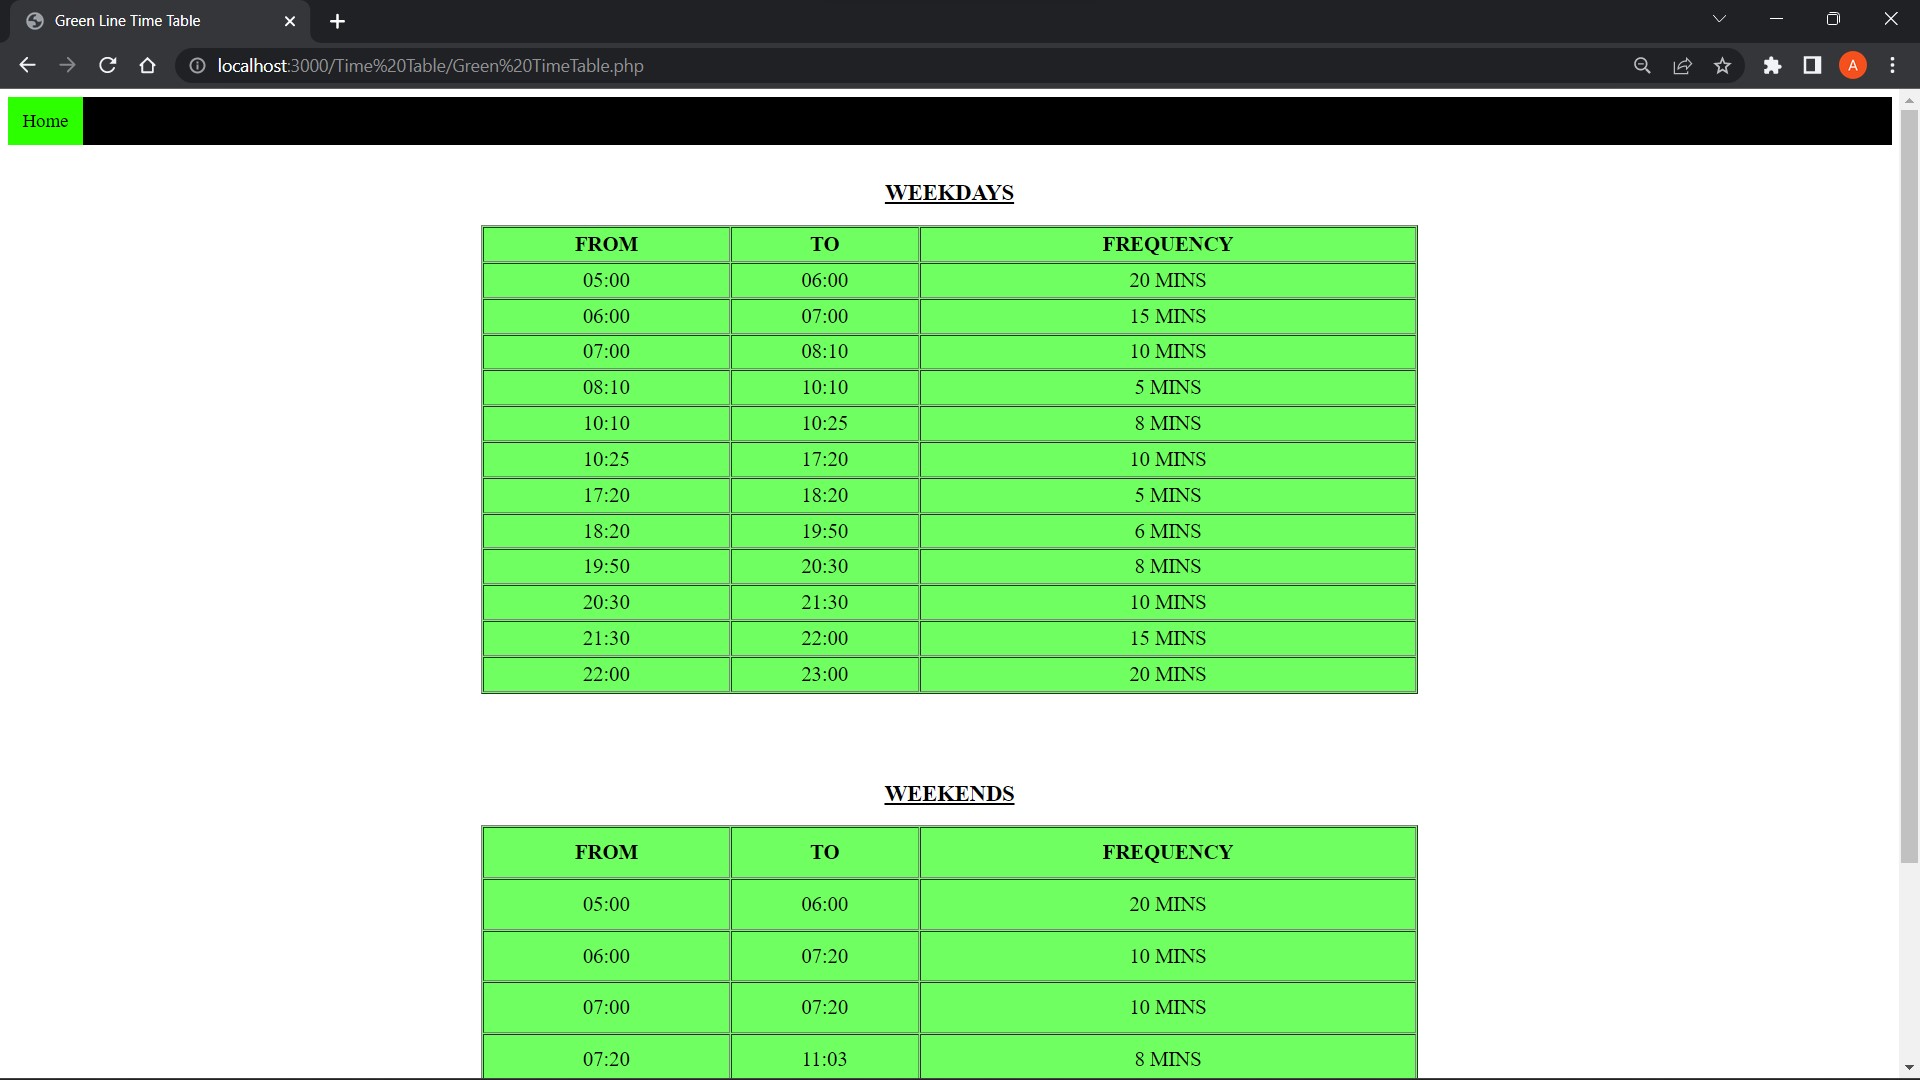 Green Line Time Table
localhost:3000/Time%20Table/Green%20TimeTable.php
A
Home
WEEKDAYS
FROM TO FREQUENCY
05:00 06:00 20 MINS
06:00 07:00 15 MINS
07:00 08:10 10 MINS
08:10 10:10 5 MINS
10:10 10:25 8 MINS
10:25 17:20 10 MINS
17:20 18:20 5 MINS
18:20 19:50 6 MINS
19:50 20:30 8 MINS
20:30 21:30 10 MINS
21:30 22:00 15 MINS
22:00 23:00 20 MINS
WEEKENDS
FROM TO FREQUENCY
05:00 06:00 20 MINS
06:00 07:20 10 MINS
07:00 07:20 10 MINS
07:20 11:03 8 MINS